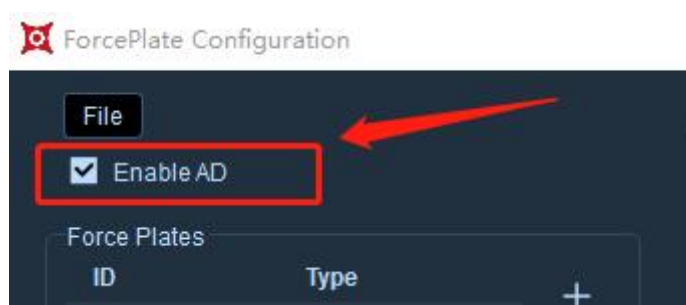 ForcePlate Configuration
File
Enable AD
Force Plates
ID Type